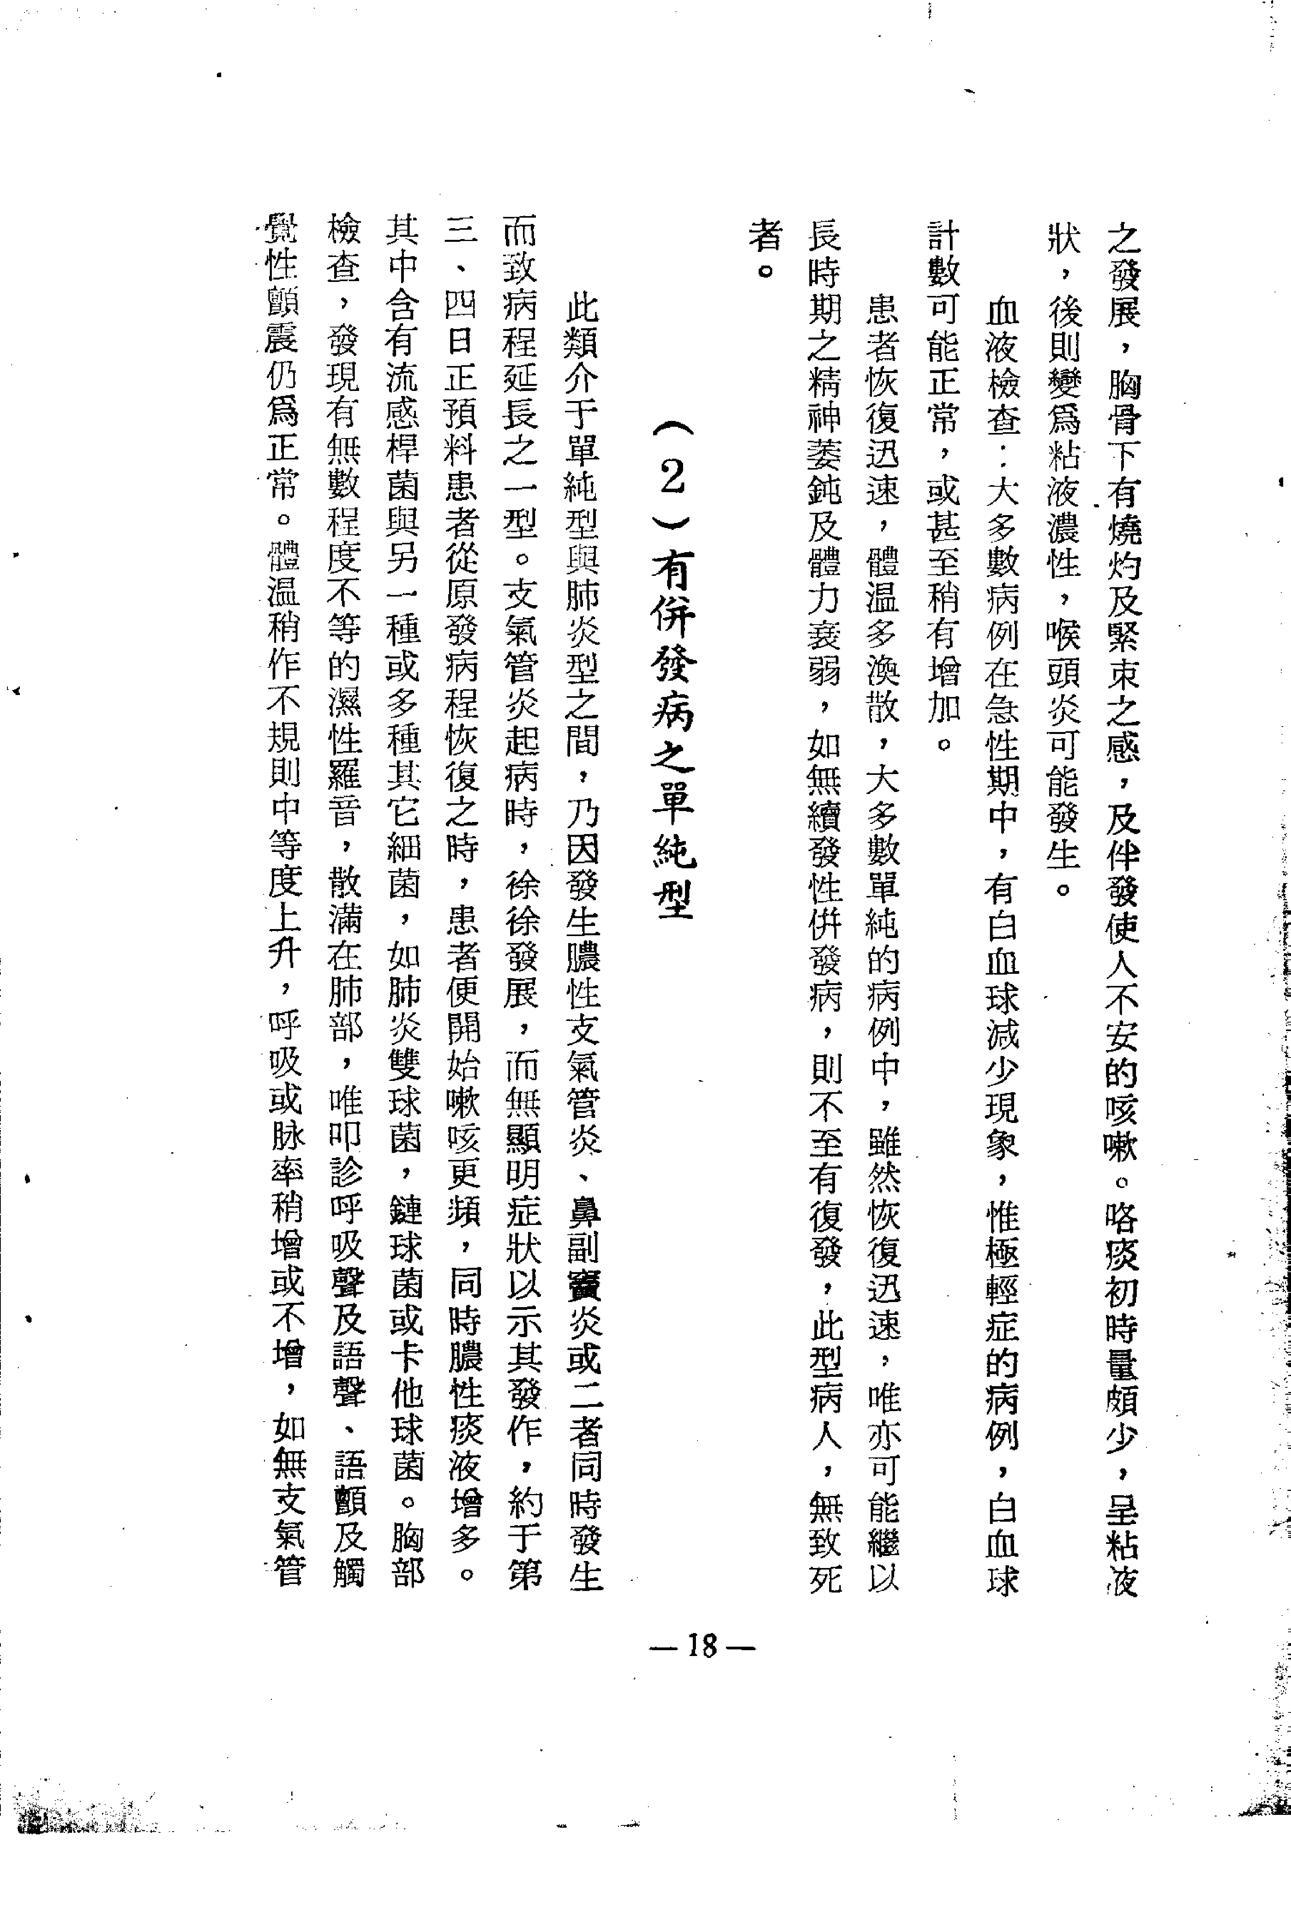 之發展，胸骨下有燒灼及緊束之感，及伴發使人不安的咳嗽。咯痰初時量頗少，呈粘液
狀，後則變爲粘液濃性，喉頭炎可能發生。
血液檢查：大多數病例在急性期中，有白血球減少現象，惟極輕症的病例，白血球
計數可能正常，或甚至稍有增加。
患者恢復迅速，體温多渙散，大多數單純的病例中，雖然恢復迅速，唯亦可能繼以
長時期之精神萎鈍及體力衰弱，如無續發性併發病，則不至有復發，此型病人，無致死
者。
（2）有併發病之單純型
此類介于單純型與肺炎型之間，乃因發生膿性支氣管炎、鼻副竇炎或二者同時發生
而致病程延長之一型。支氣管炎起病時，徐徐發展，而無顯明症狀以示其發作，約于第
三、四日正預料患者從原發病程恢復之時，患者便開始嗽咳更頻，同時膿性痰液增多。
其中含有流感桿菌與另一種或多種其它細菌，如肺炎雙球菌，鏈球菌或卡他球菌。胸部
檢查，發現有無數程度不等的濕性羅音，散滿在肺部，唯叩診呼吸聲及語聲、語顫及觸
覺性顫震仍爲正常。體温稍作不規則中等度上升，呼吸或脉率稍增或不增，如無支氣管
—18—